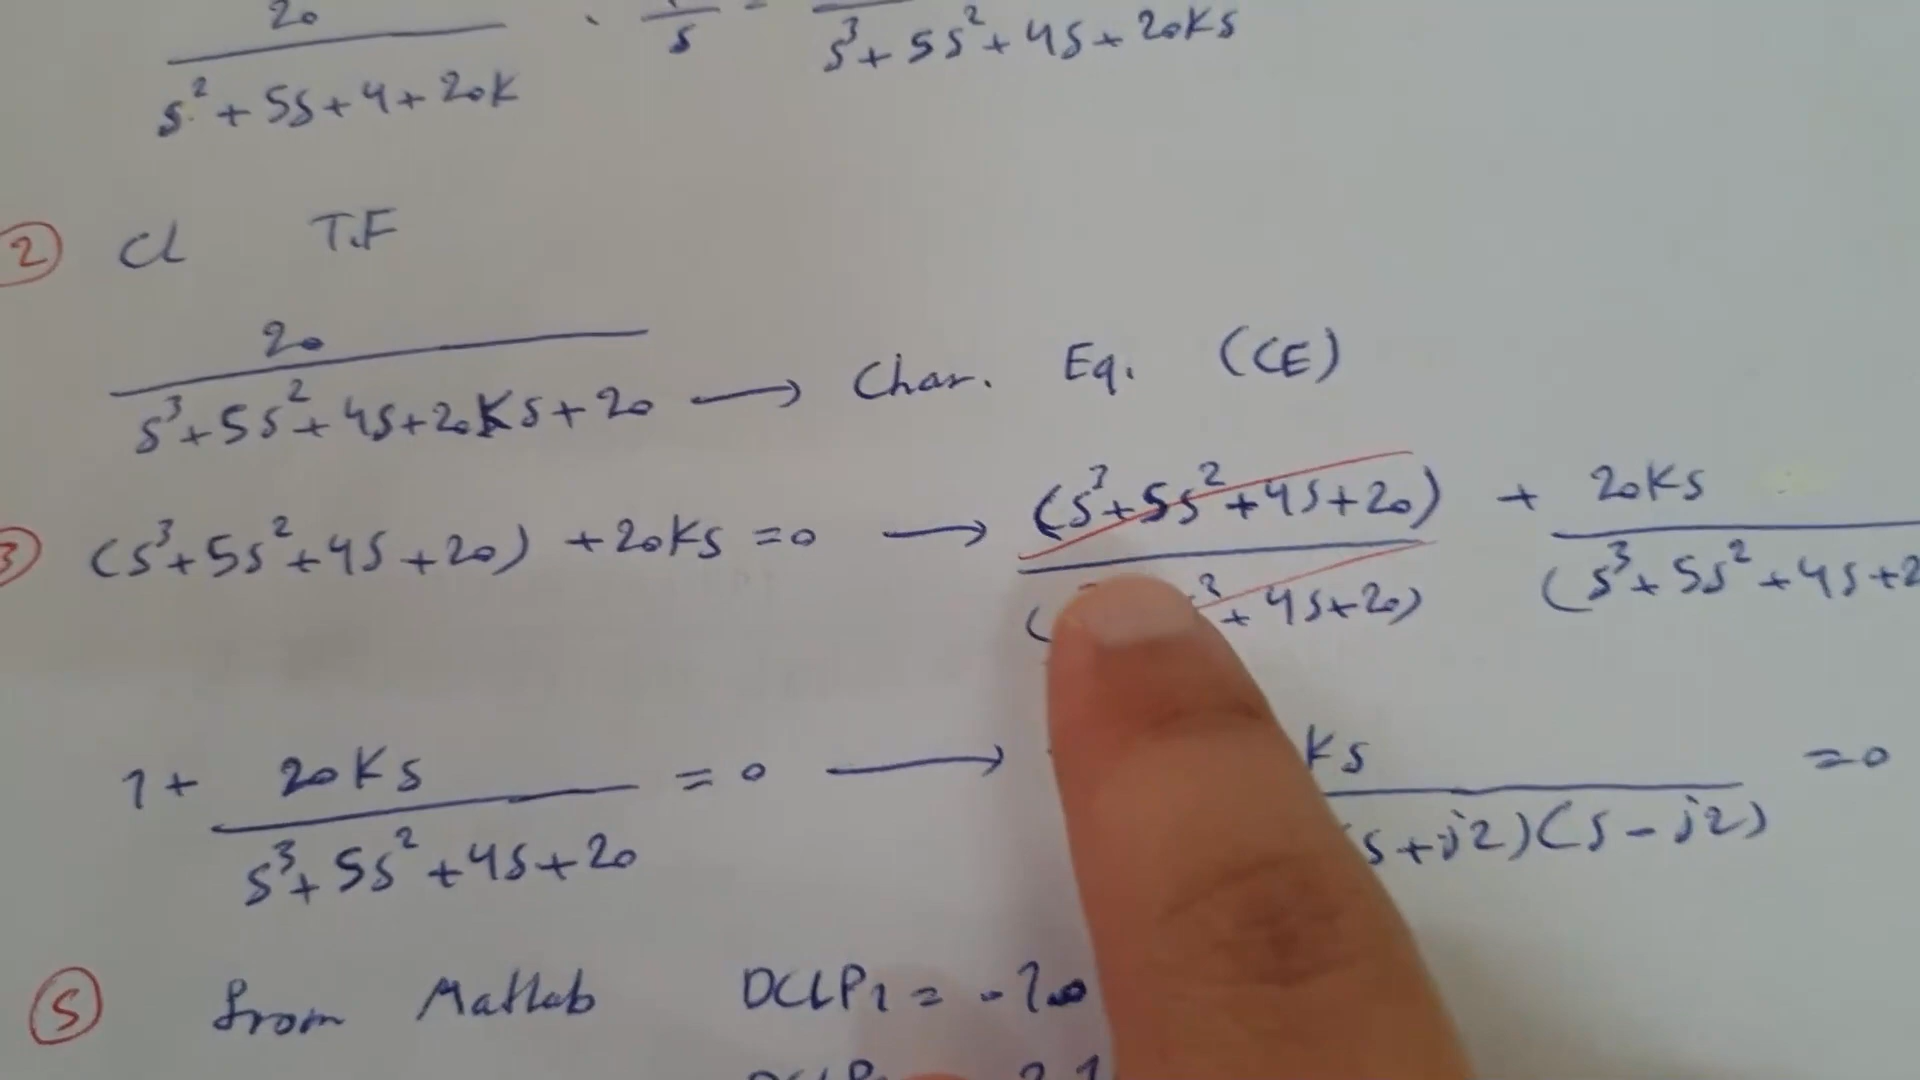 20
s² + 5s + 4 + 20K · 1/s = s³ + 5s² + 4s + 20Ks
② CL T.F
20
s³ + 5s² + 4s + 20Ks + 20 → Char. Eq. (CE)
③ (s³ + 5s² + 4s + 20) + 20Ks = 0 → (s³ + 5s² + 4s + 20) + 20Ks
( ² + 4s + 20) (s³ + 5s² + 4s + 2
1 + 20Ks = 0 → Ks = 0
s³ + 5s² + 4s + 20 s + j2)(s - j2)
⑤ from Matlab DCLP1 = -